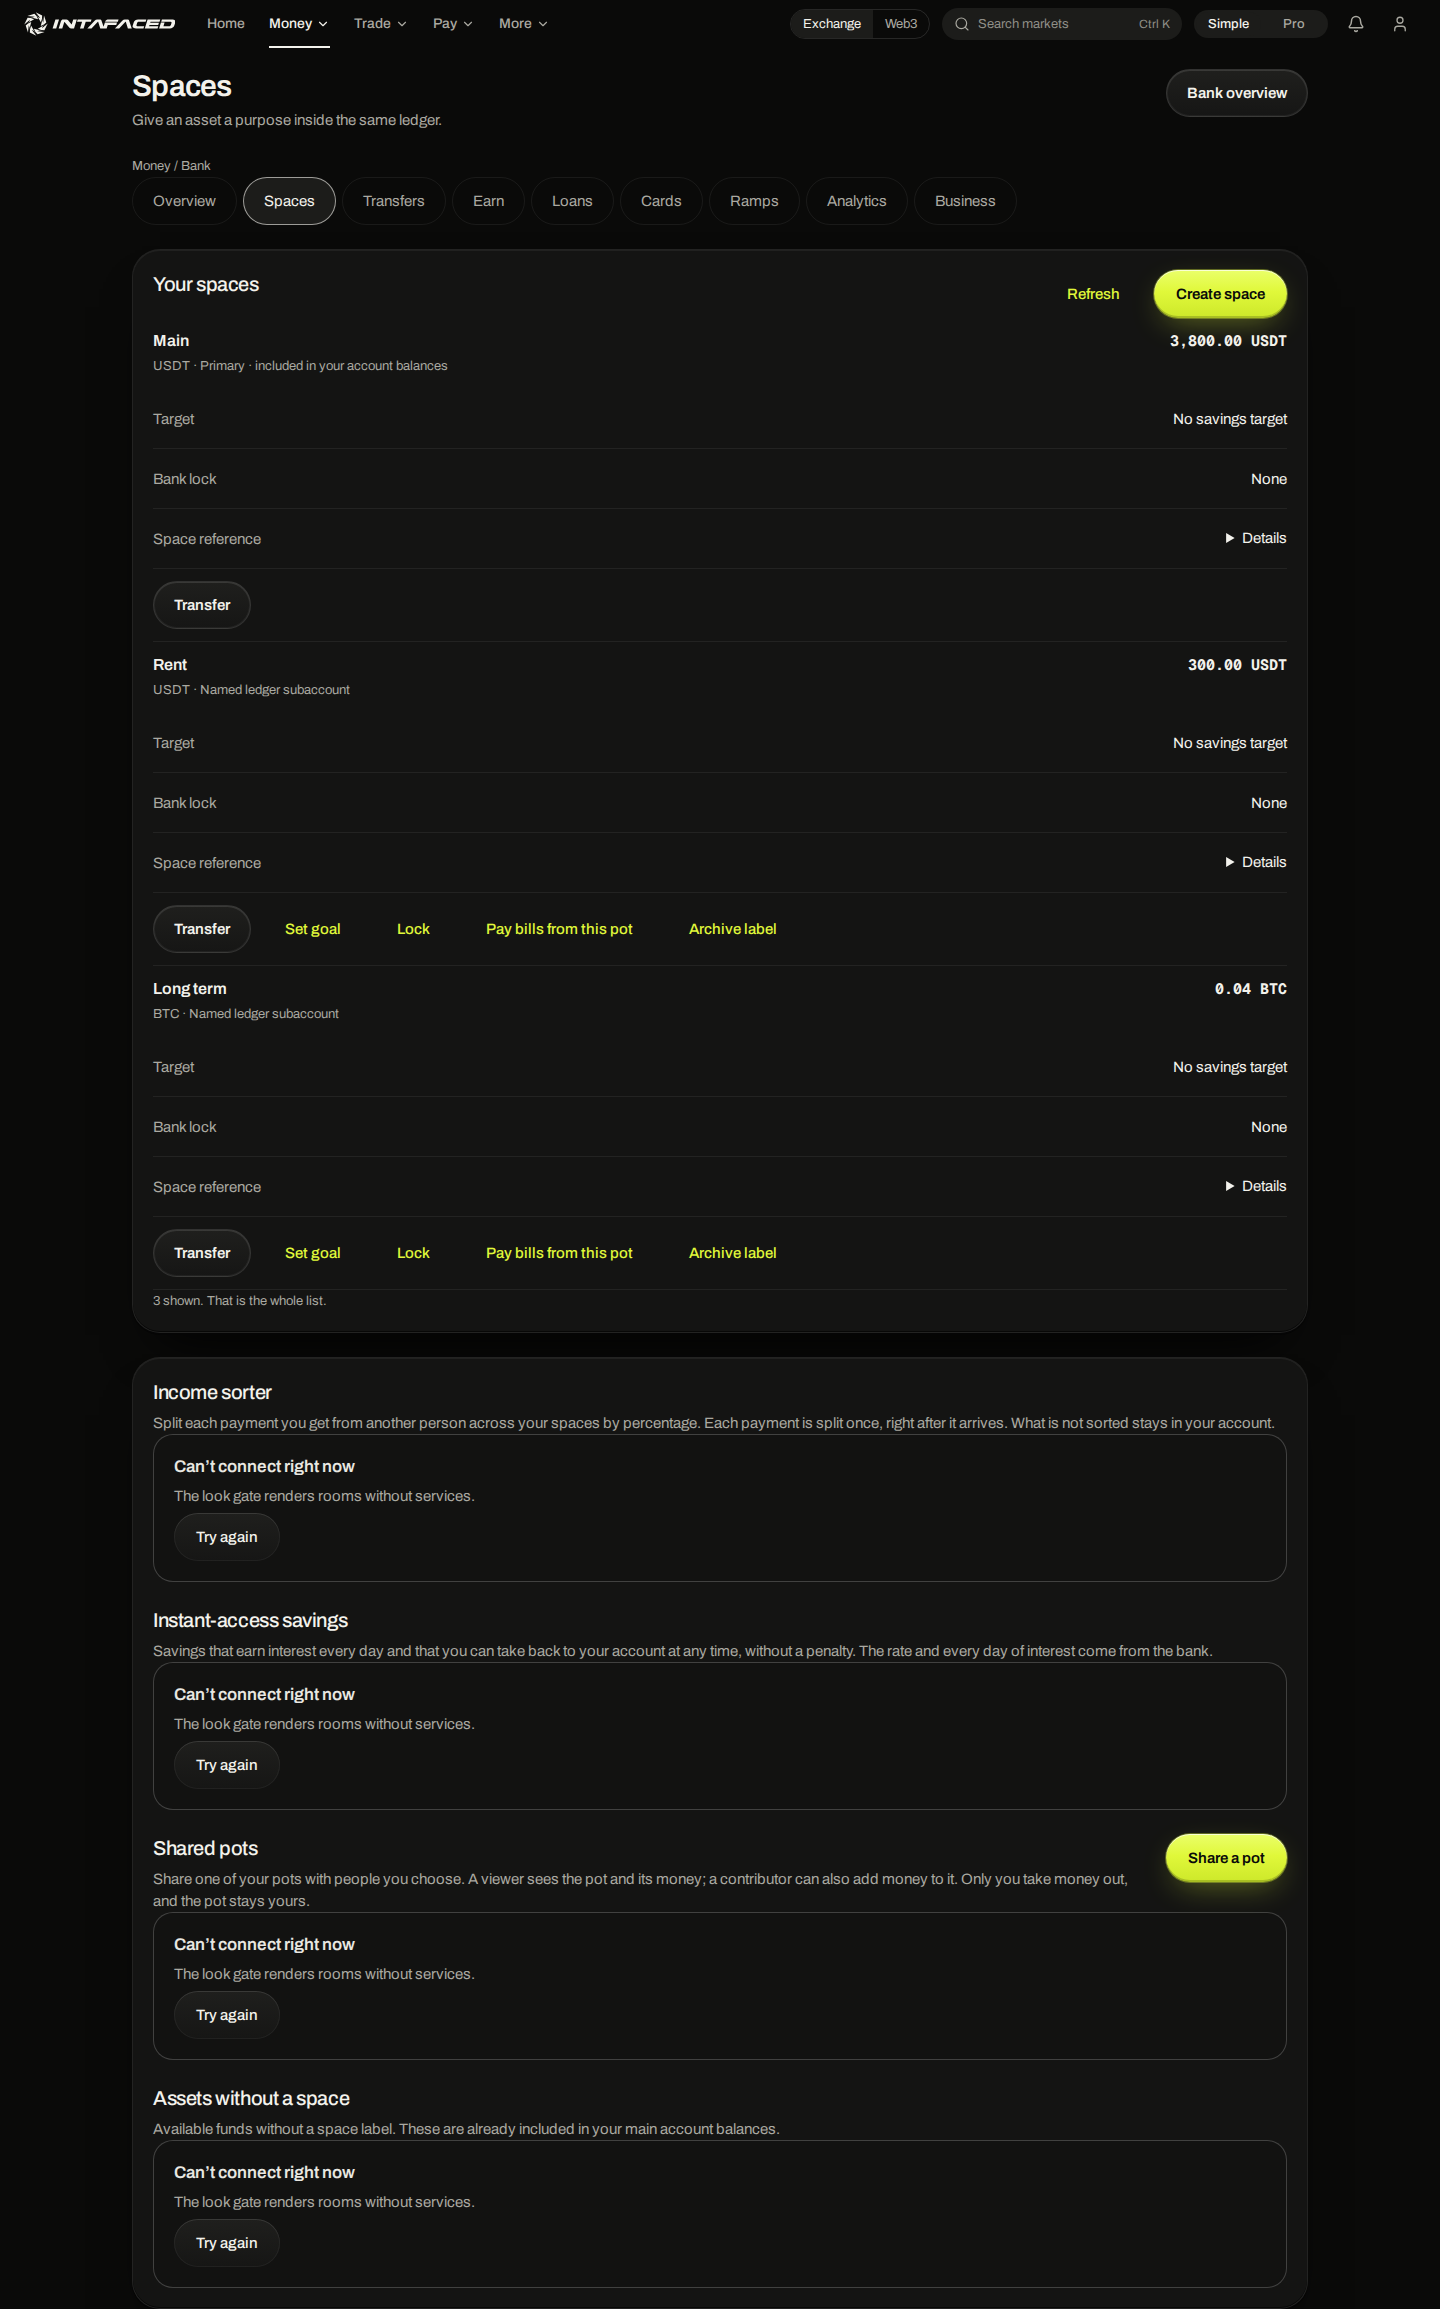 INTAFACED
Home
Money
Trade
Pay
More
Exchange
Web3
Search markets
Ctrl K
Simple
Pro
Spaces
Give an asset a purpose inside the same ledger.
Bank overview
Money / Bank
Overview
Spaces
Transfers
Earn
Loans
Cards
Ramps
Analytics
Business
Your spaces
Refresh
Create space
Main
3,800.00 USDT
USDT · Primary · included in your account balances
Target
No savings target
Bank lock
None
Space reference
Details
Transfer
Rent
300.00 USDT
USDT · Named ledger subaccount
Target
No savings target
Bank lock
None
Space reference
Details
Transfer
Set goal
Lock
Pay bills from this pot
Archive label
Long term
0.04 BTC
BTC · Named ledger subaccount
Target
No savings target
Bank lock
None
Space reference
Details
Transfer
Set goal
Lock
Pay bills from this pot
Archive label
3 shown. That is the whole list.
Income sorter
Split each payment you get from another person across your spaces by percentage. Each payment is split once, right after it arrives. What is not sorted stays in your account.
Can’t connect right now
The look gate renders rooms without services.
Try again
Instant-access savings
Savings that earn interest every day and that you can take back to your account at any time, without a penalty. The rate and every day of interest come from the bank.
Can’t connect right now
The look gate renders rooms without services.
Try again
Shared pots
Share a pot
Share one of your pots with people you choose. A viewer sees the pot and its money; a contributor can also add money to it. Only you take money out,
and the pot stays yours.
Can’t connect right now
The look gate renders rooms without services.
Try again
Assets without a space
Available funds without a space label. These are already included in your main account balances.
Can’t connect right now
The look gate renders rooms without services.
Try again